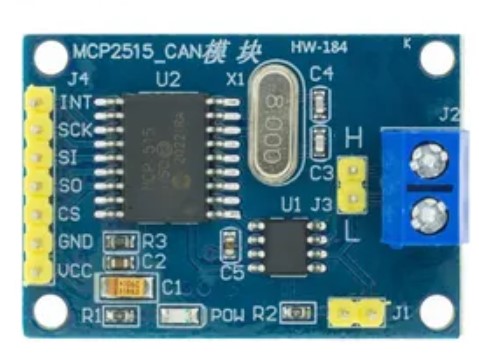 MCP2515_CAN模块 HW-184 K
J4 U2 X1 C4 J2
INT
SCK
SI
SO
CS
GND
VCC
8000
H
C3
U1 J3
L
R3
C2
C5
C1
R1 POW R2 J1